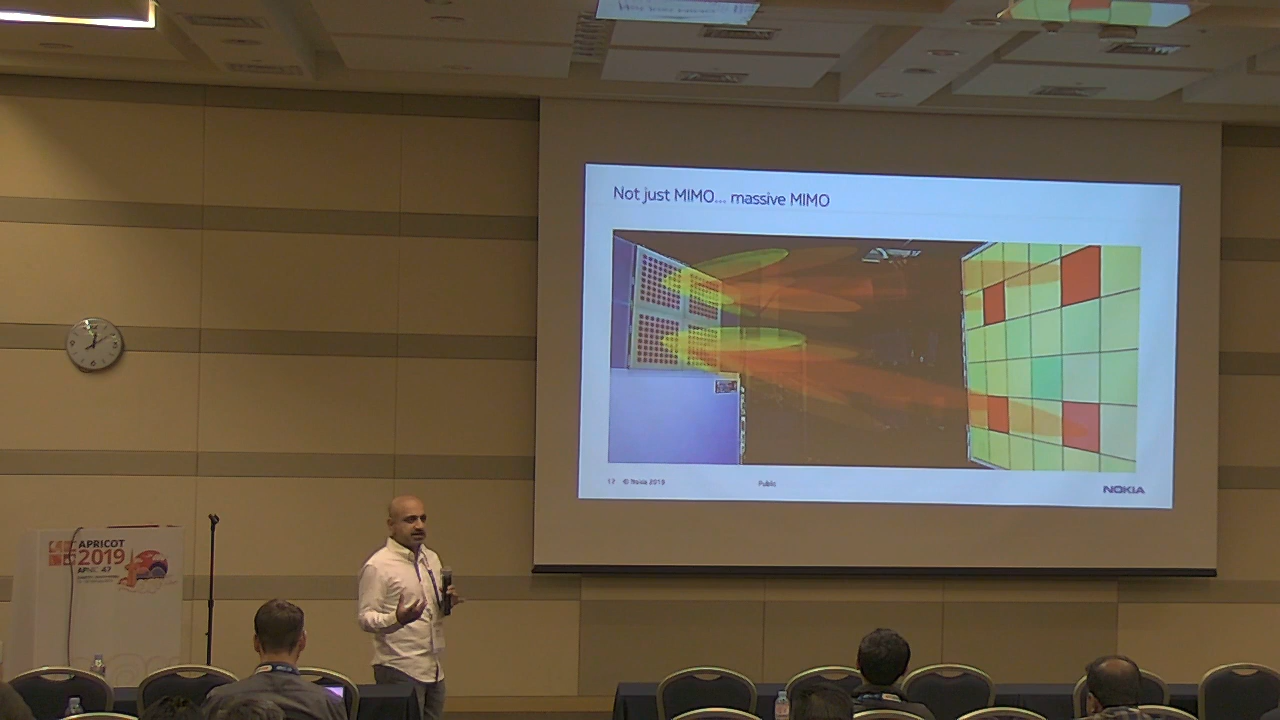 Not just MIMO... massive MIMO
© Nokia 2019
Public
NOKIA
APRICOT
2019
APNIC 47